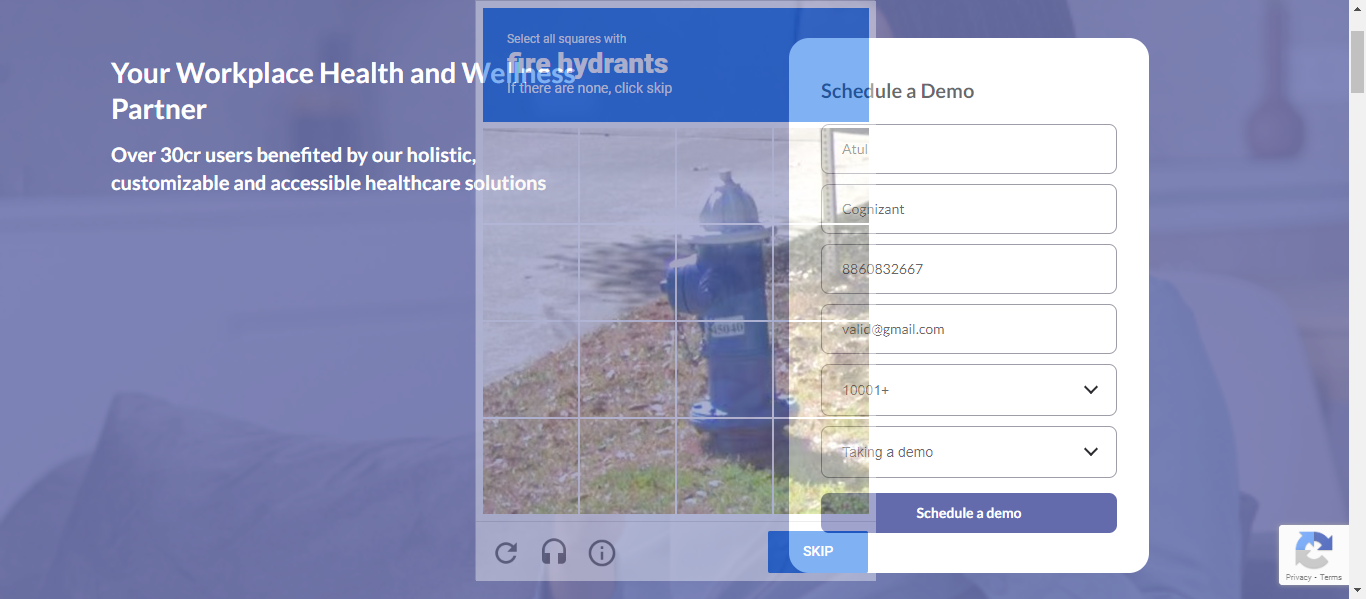 Your Workplace Health and Wellness
Partner
Over 30cr users benefited by our holistic,
customizable and accessible healthcare solutions
Select all squares with
fire hydrants
If there are none, click skip
SKIP
Schedule a Demo
Atul
Cognizant
8860832667
valid@gmail.com
10001+
Taking a demo
Schedule a demo
Privacy - Terms